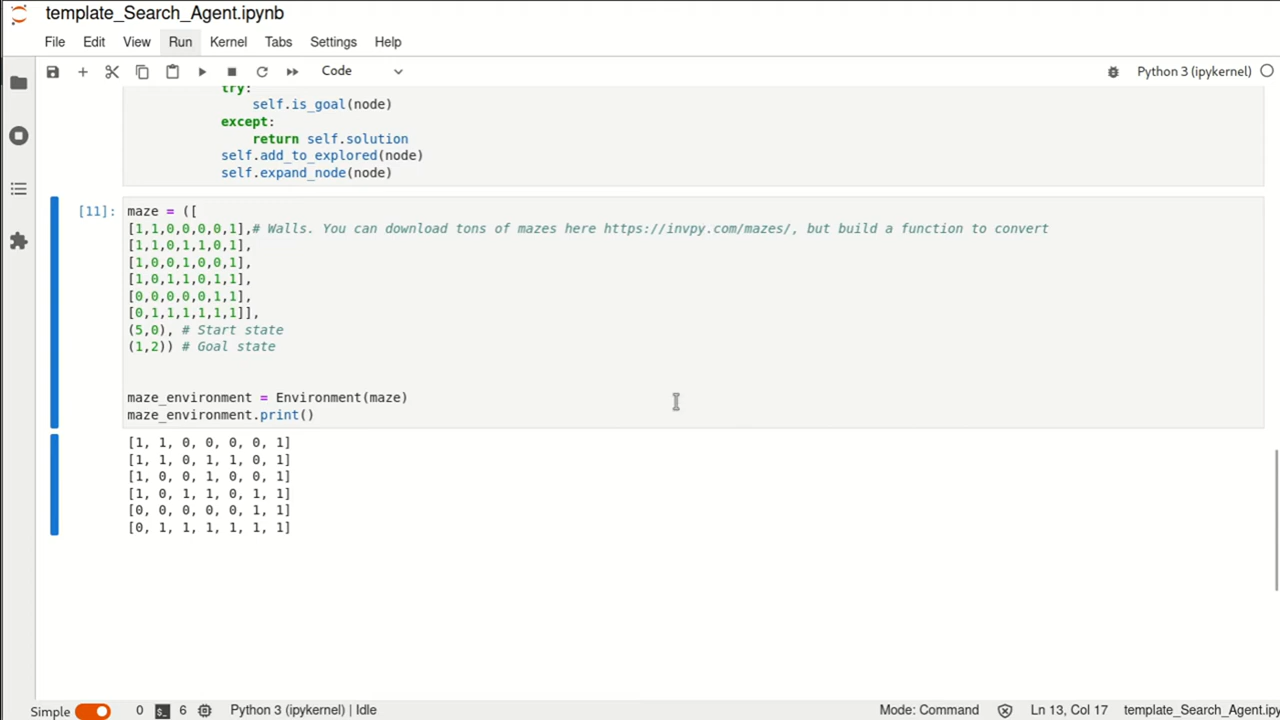 template_Search_Agent.ipynb
File Edit View Run Kernel Tabs Settings Help
Code Python 3 (ipykernel)
try:
self.is_goal(node)
except:
return self.solution
self.add_to_explored(node)
self.expand_node(node)
[11]: maze = ([
[1,1,0,0,0,0,1],# Walls. You can download tons of mazes here https://invpy.com/mazes/, but build a function to convert
[1,1,0,1,1,0,1],
[1,0,0,1,0,0,1],
[1,0,1,1,0,1,1],
[0,0,0,0,0,1,1],
[0,1,1,1,1,1,1]],
(5,0), # Start state
(1,2)) # Goal state
maze_environment = Environment(maze)
maze_environment.print()
[1, 1, 0, 0, 0, 0, 1]
[1, 1, 0, 1, 1, 0, 1]
[1, 0, 0, 1, 0, 0, 1]
[1, 0, 1, 1, 0, 1, 1]
[0, 0, 0, 0, 0, 1, 1]
[0, 1, 1, 1, 1, 1, 1]
Simple 0 6 Python 3 (ipykernel) | Idle Mode: Command Ln 13, Col 17 template_Search_Agent.ipy